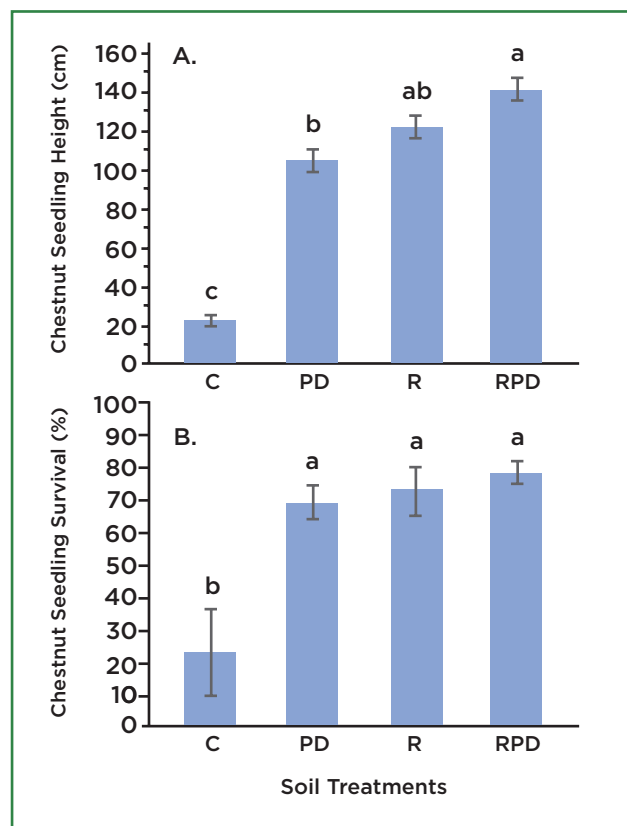 A.
Chestnut Seedling Height (cm)
160
140
120
100
80
60
40
20
0
c
b
ab
a
C PD R RPD
B.
Chestnut Seedling Survival (%)
100
90
80
70
60
50
40
30
20
10
0
b
a
a
a
C PD R RPD
Soil Treatments